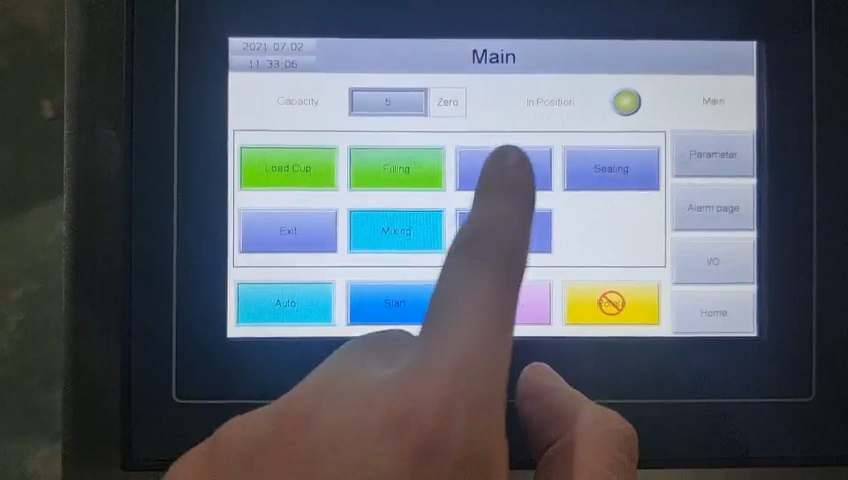 2021.07.02
11:33:06
Main
Capacity
5
Zero
In Position
Main
Load Cup
Filling
Sealing
Parameter
Alarm page
Exit
Mixing
I/O
Auto
Start
Home